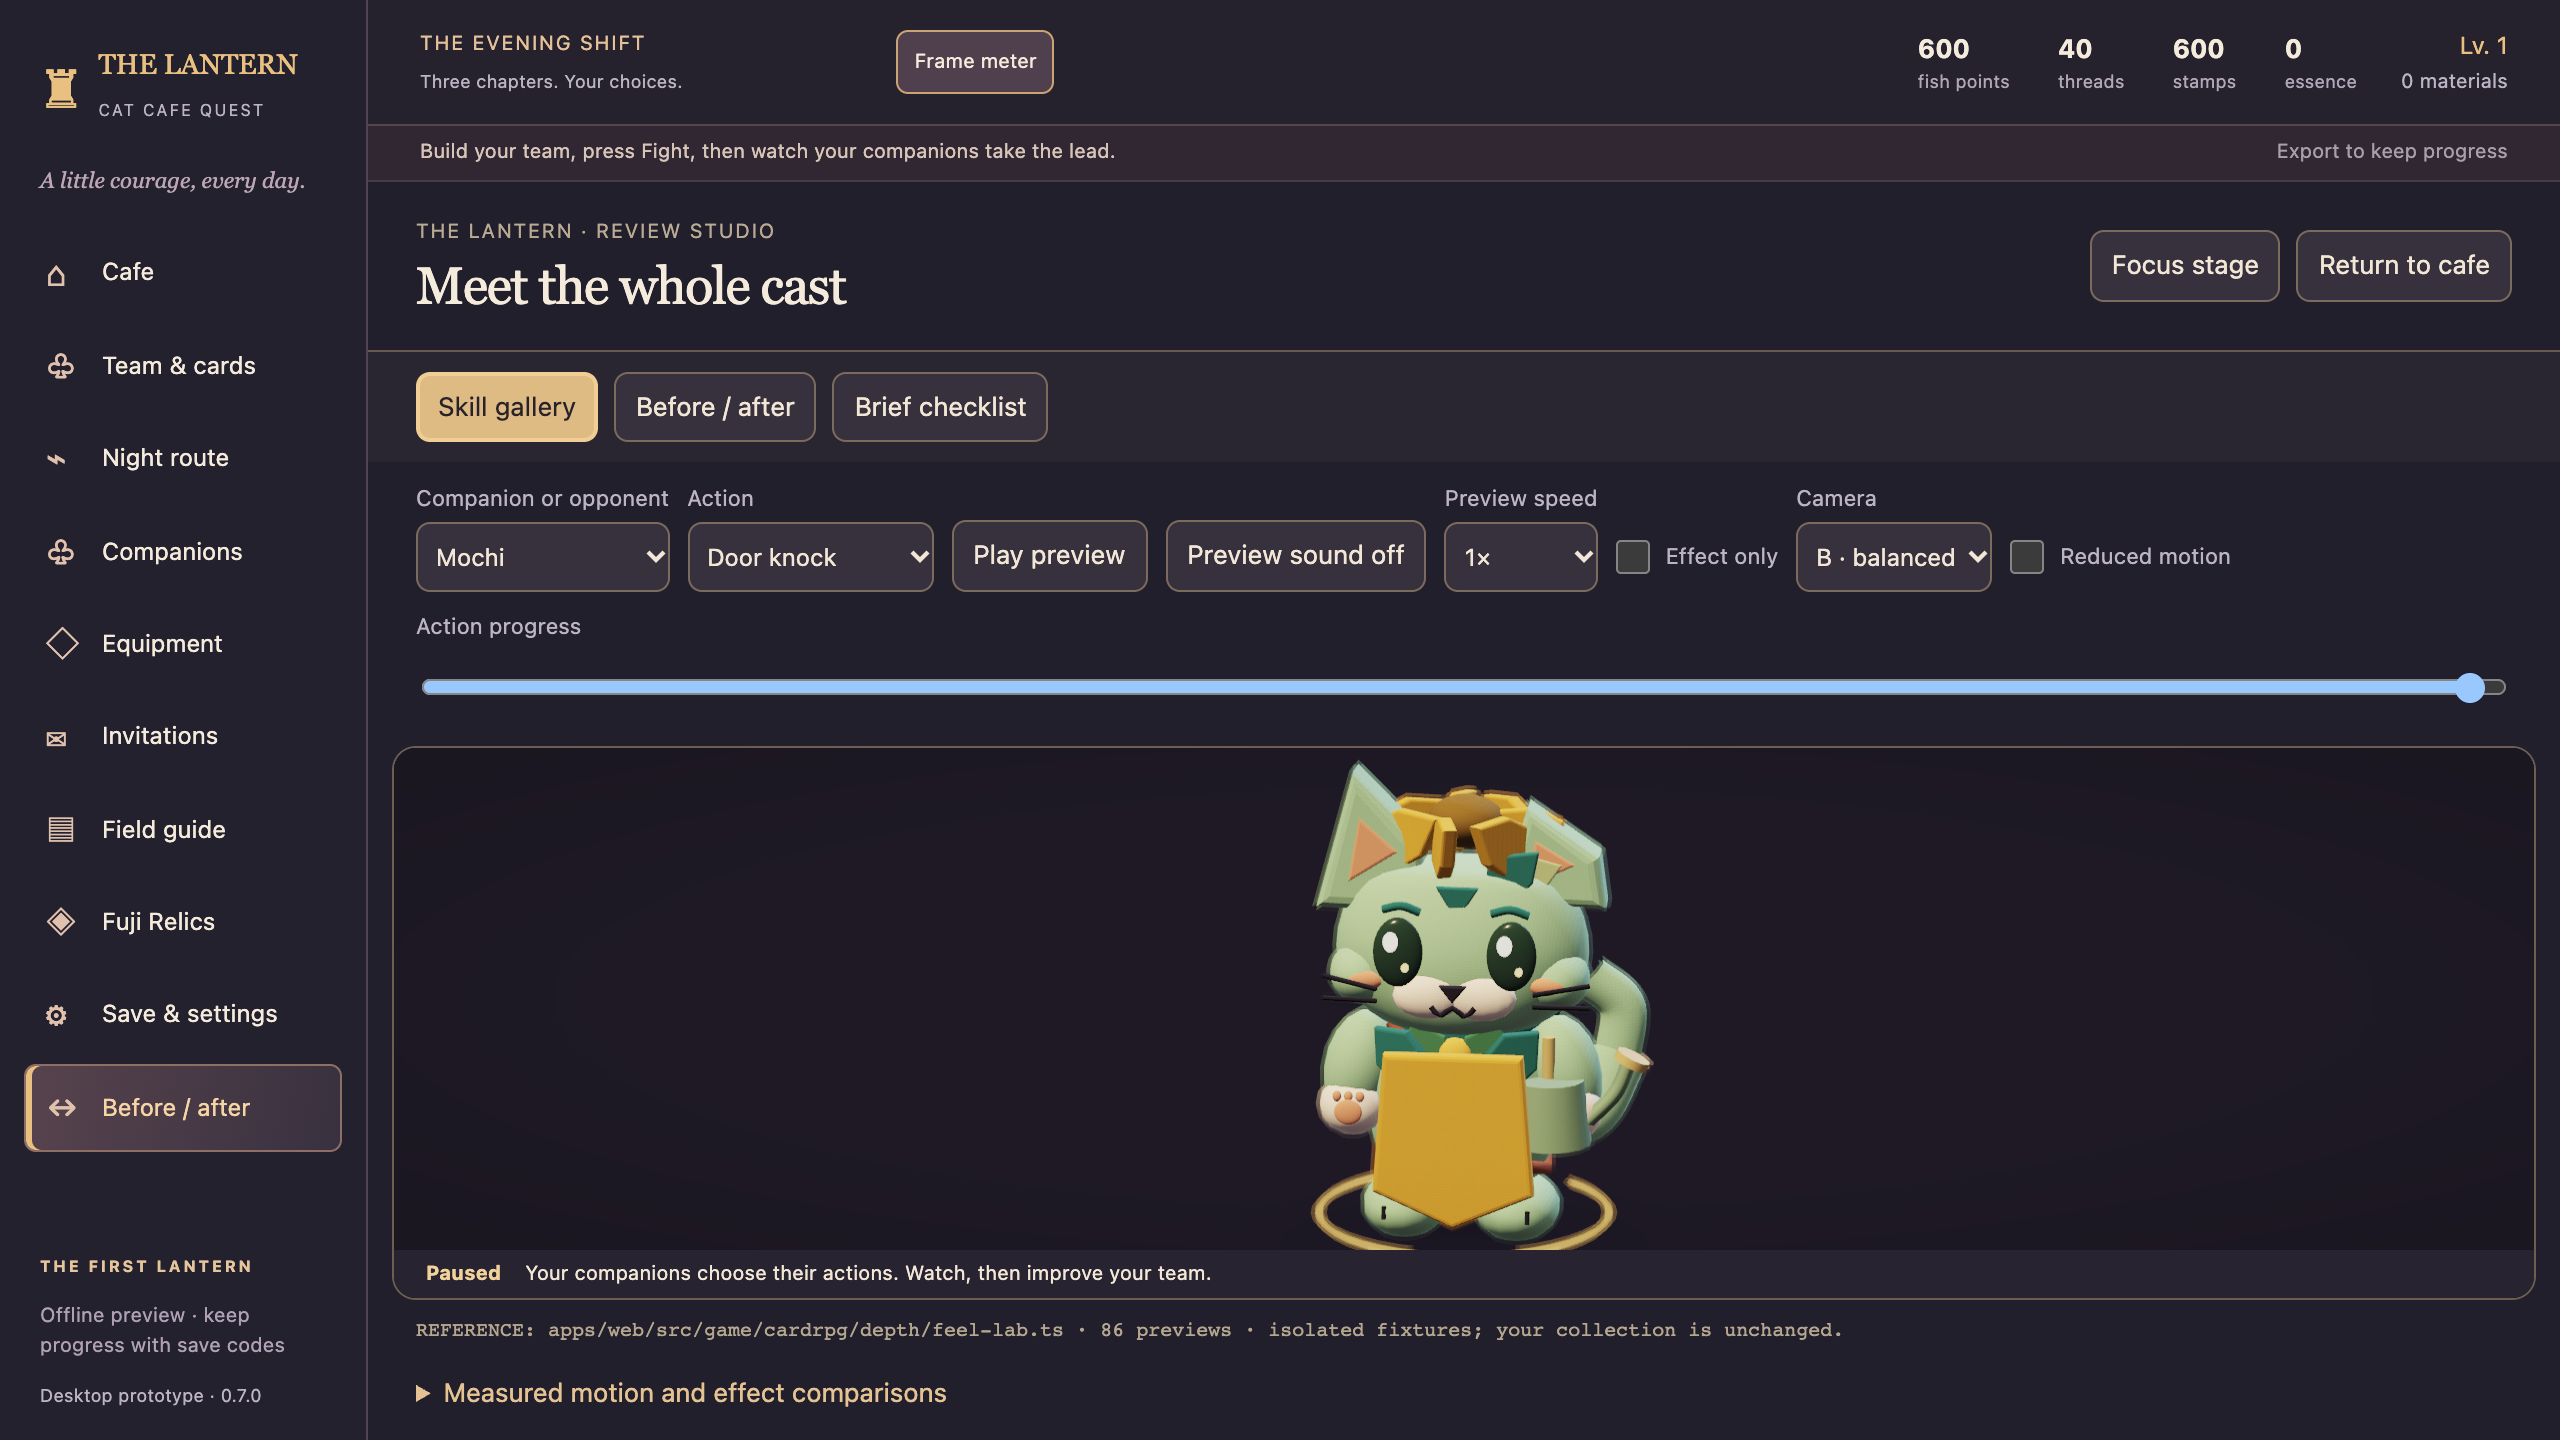 THE LANTERN
CAT CAFE QUEST
A little courage, every day.
Cafe
Team & cards
Night route
Companions
Equipment
Invitations
Field guide
Fuji Relics
Save & settings
Before / after
THE FIRST LANTERN
Offline preview · keep
progress with save codes
Desktop prototype · 0.7.0
THE EVENING SHIFT
Three chapters. Your choices.
Frame meter
600 fish points
40 threads
600 stamps
0 essence
Lv. 1
0 materials
Build your team, press Fight, then watch your companions take the lead.
Export to keep progress
THE LANTERN · REVIEW STUDIO
Meet the whole cast
Focus stage
Return to cafe
Skill gallery
Before / after
Brief checklist
Companion or opponent
Mochi
Action
Door knock
Play preview
Preview sound off
Preview speed
1×
Effect only
Camera
B · balanced
Reduced motion
Action progress
Paused Your companions choose their actions. Watch, then improve your team.
REFERENCE: apps/web/src/game/cardrpg/depth/feel-lab.ts · 86 previews · isolated fixtures; your collection is unchanged.
Measured motion and effect comparisons